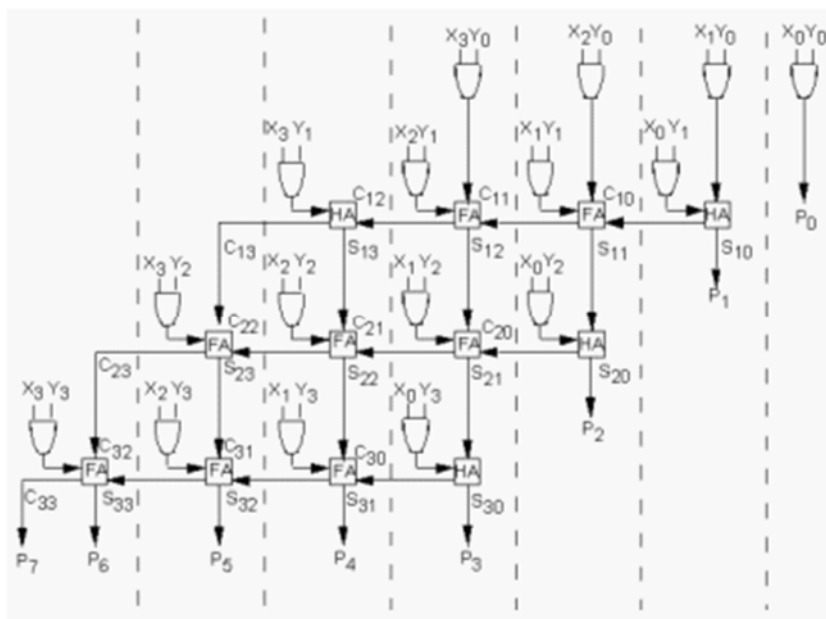 X₃Y₀ X₂Y₀ X₁Y₀ X₀Y₀
X₃Y₁ X₂Y₁ X₁Y₁ X₀Y₁
C₁₂ C₁₁ C₁₀
HA FA FA HA P₀
C₁₃ S₁₃ S₁₂ S₁₁ S₁₀
X₃Y₂ X₂Y₂ X₁Y₂ X₀Y₂ P₁
C₂₂ C₂₁ C₂₀
FA FA FA HA
C₂₃ S₂₃ S₂₂ S₂₁ S₂₀
X₃Y₃ X₂Y₃ X₁Y₃ X₀Y₃ P₂
C₃₂ C₃₁ C₃₀
FA FA FA HA
C₃₃ S₃₃ S₃₂ S₃₁ S₃₀
P₇ P₆ P₅ P₄ P₃